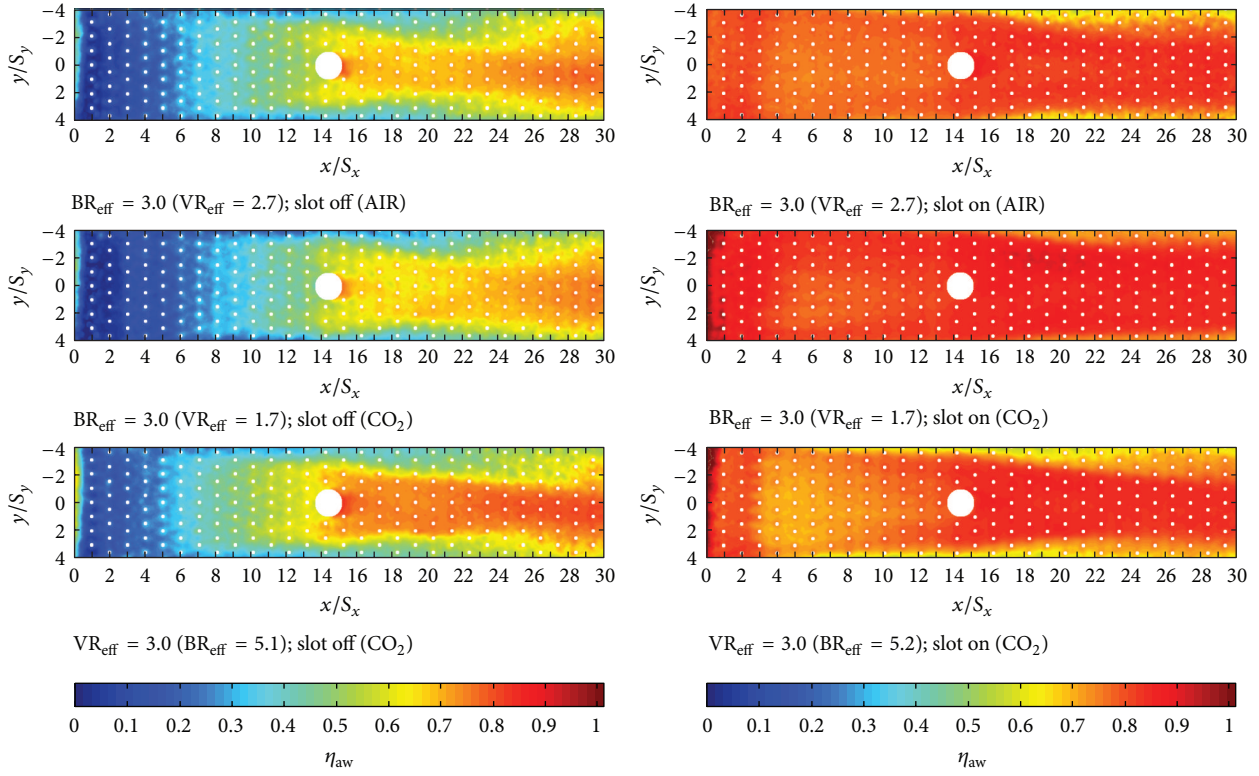 −4
−2
0
2
4
y/S_y
0 2 4 6 8 10 12 14 16 18 20 22 24 26 28 30
x/S_x
BR_eff = 3.0 (VR_eff = 2.7); slot off (AIR)
−4
−2
0
2
4
y/S_y
0 2 4 6 8 10 12 14 16 18 20 22 24 26 28 30
x/S_x
BR_eff = 3.0 (VR_eff = 2.7); slot on (AIR)
−4
−2
0
2
4
y/S_y
0 2 4 6 8 10 12 14 16 18 20 22 24 26 28 30
x/S_x
BR_eff = 3.0 (VR_eff = 1.7); slot off (CO₂)
−4
−2
0
2
4
y/S_y
0 2 4 6 8 10 12 14 16 18 20 22 24 26 28 30
x/S_x
BR_eff = 3.0 (VR_eff = 1.7); slot on (CO₂)
−4
−2
0
2
4
y/S_y
0 2 4 6 8 10 12 14 16 18 20 22 24 26 28 30
x/S_x
VR_eff = 3.0 (BR_eff = 5.1); slot off (CO₂)
−4
−2
0
2
4
y/S_y
0 2 4 6 8 10 12 14 16 18 20 22 24 26 28 30
x/S_x
VR_eff = 3.0 (BR_eff = 5.2); slot on (CO₂)
0 0.1 0.2 0.3 0.4 0.5 0.6 0.7 0.8 0.9 1
η_aw
0 0.1 0.2 0.3 0.4 0.5 0.6 0.7 0.8 0.9 1
η_aw